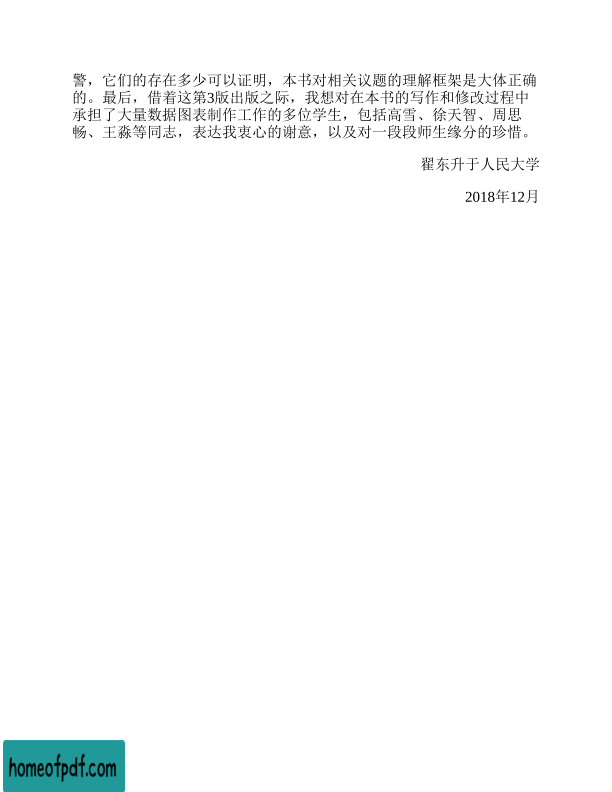 警，它们的存在多少可以证明，本书对相关议题的理解框架是大体正确
的。最后，借着这第3版出版之际，我想对在本书的写作和修改过程中
承担了大量数据图表制作工作的多位学生，包括高雪、徐天智、周思
畅、王淼等同志，表达我衷心的谢意，以及对一段段师生缘分的珍惜。
翟东升于人民大学
2018年12月
homeofpdf.com